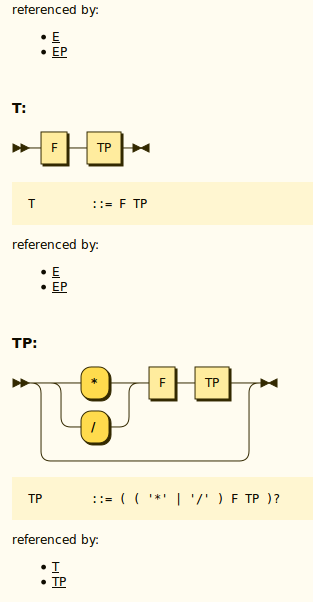 referenced by:
E
EP
T:
F TP
T ::= F TP
referenced by:
E
EP
TP:
* F TP
/
TP ::= ( ( '*' | '/' ) F TP )?
referenced by:
T
TP